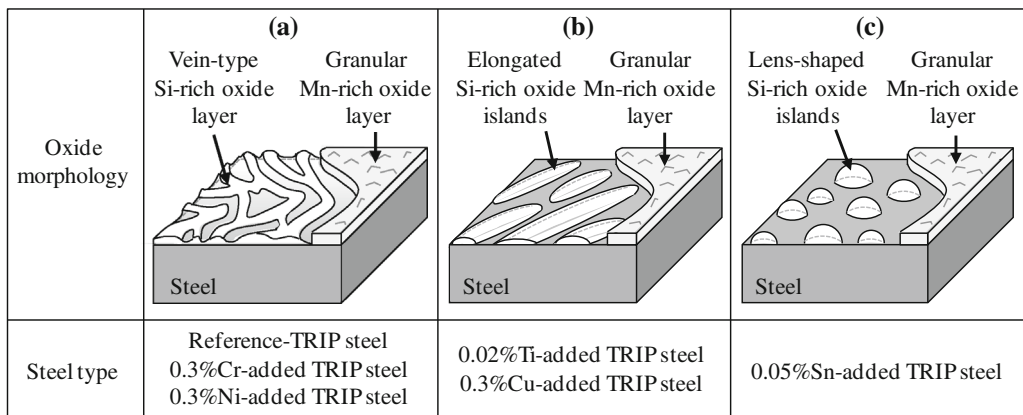 (a)
(b)
(c)
Oxide
morphology
Vein-type
Si-rich oxide
layer
Granular
Mn-rich oxide
layer
Steel
Elongated
Si-rich oxide
islands
Granular
Mn-rich oxide
layer
Steel
Lens-shaped
Si-rich oxide
islands
Granular
Mn-rich oxide
layer
Steel
Steel type
Reference-TRIP steel
0.3%Cr-added TRIP steel
0.3%Ni-added TRIP steel
0.02%Ti-added TRIP steel
0.3%Cu-added TRIP steel
0.05%Sn-added TRIP steel